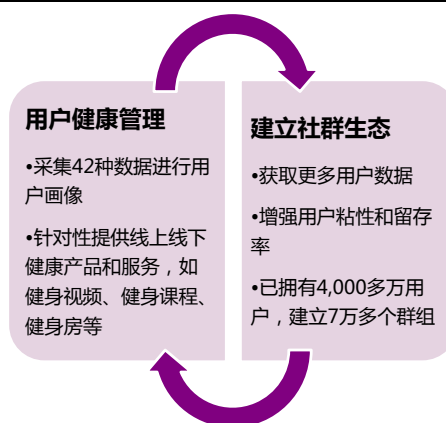 用户健康管理
•采集42种数据进行用
户画像
•针对性提供线上线下
健康产品和服务，如
健身视频、健身课程、
健身房等
建立社群生态
•获取更多用户数据
•增强用户粘性和留存
率
•已拥有4,000多万用
户，建立7万多个群组